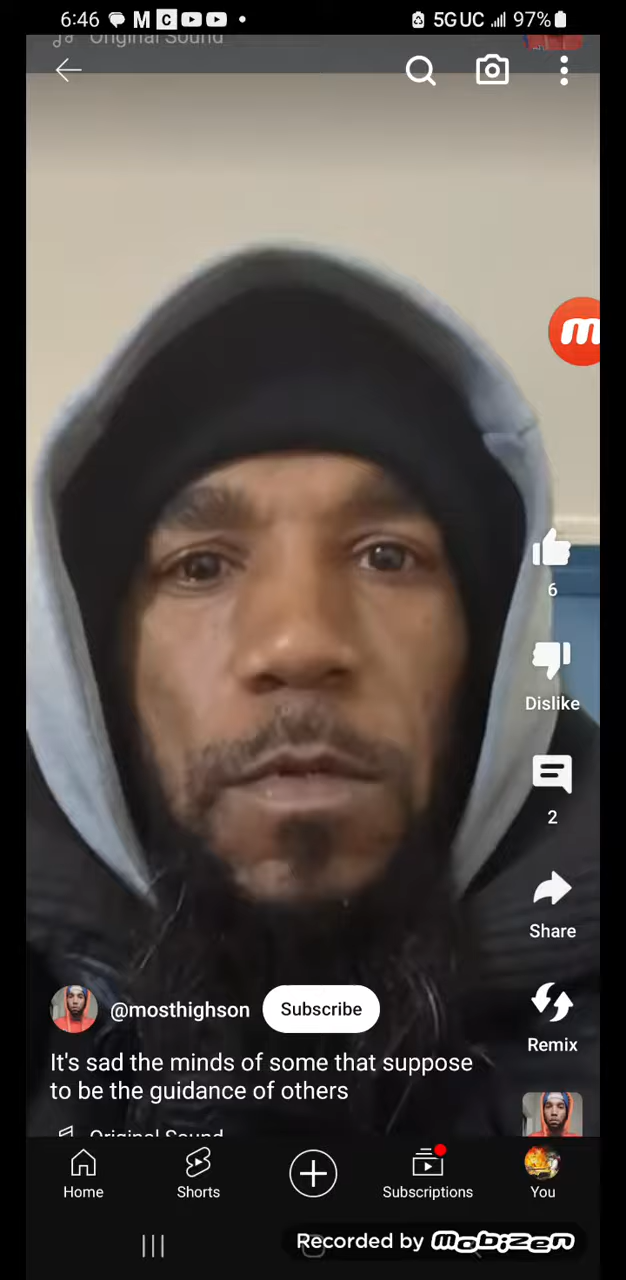 6:46 M C 5G UC 97%
Original Sound
m
6
Dislike
2
Share
@mosthighson Subscribe
Remix
It's sad the minds of some that suppose
to be the guidance of others
Original Sound
Home Shorts Subscriptions You
Recorded by mobizen